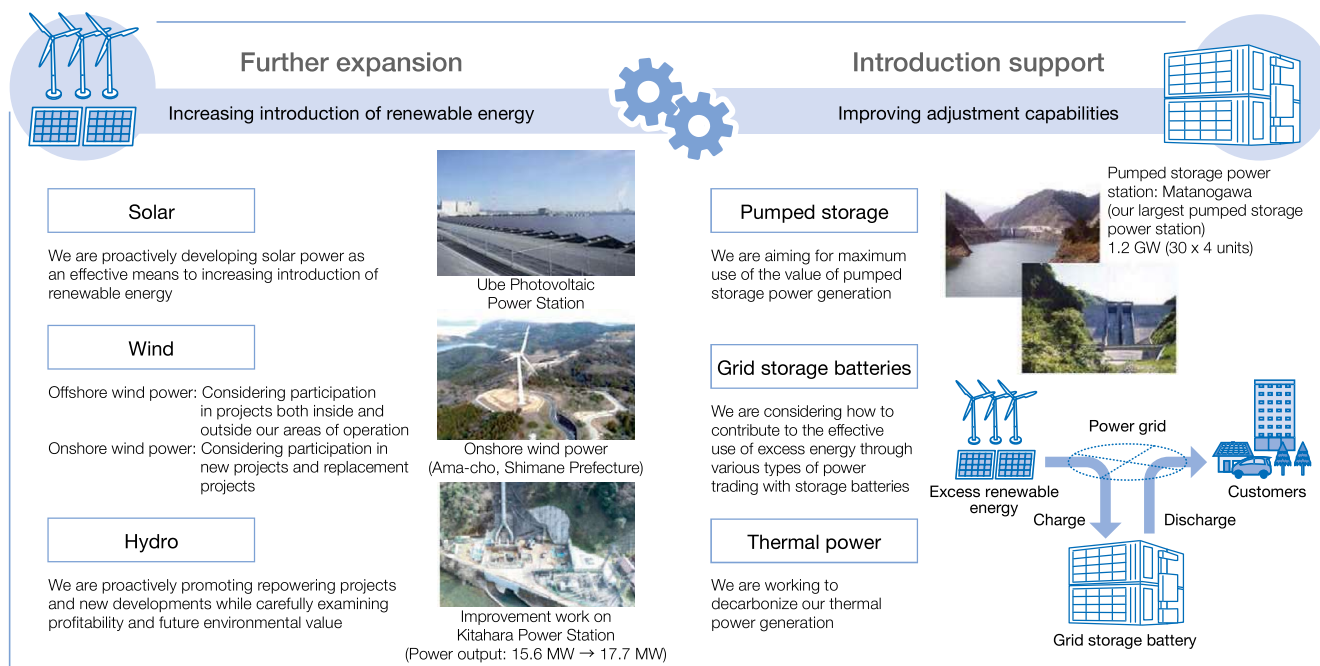 Further expansion
Increasing introduction of renewable energy
Solar
We are proactively developing solar power as
an effective means to increasing introduction of
renewable energy
Ube Photovoltaic
Power Station
Wind
Offshore wind power: Considering participation
in projects both inside and
outside our areas of operation
Onshore wind power: Considering participation in
new projects and replacement
projects
Onshore wind power
(Ama-cho, Shimane Prefecture)
Hydro
We are proactively promoting repowering projects
and new developments while carefully examining
profitability and future environmental value
Improvement work on
Kitahara Power Station
(Power output: 15.6 MW → 17.7 MW)
Introduction support
Improving adjustment capabilities
Pumped storage
We are aiming for maximum
use of the value of pumped
storage power generation
Pumped storage power
station: Matanogawa
(our largest pumped storage
power station)
1.2 GW (30 x 4 units)
Grid storage batteries
We are considering how to
contribute to the effective
use of excess energy through
various types of power
trading with storage batteries
Power grid
Excess renewable
energy
Customers
Charge
Discharge
Grid storage battery
Thermal power
We are working to
decarbonize our thermal
power generation